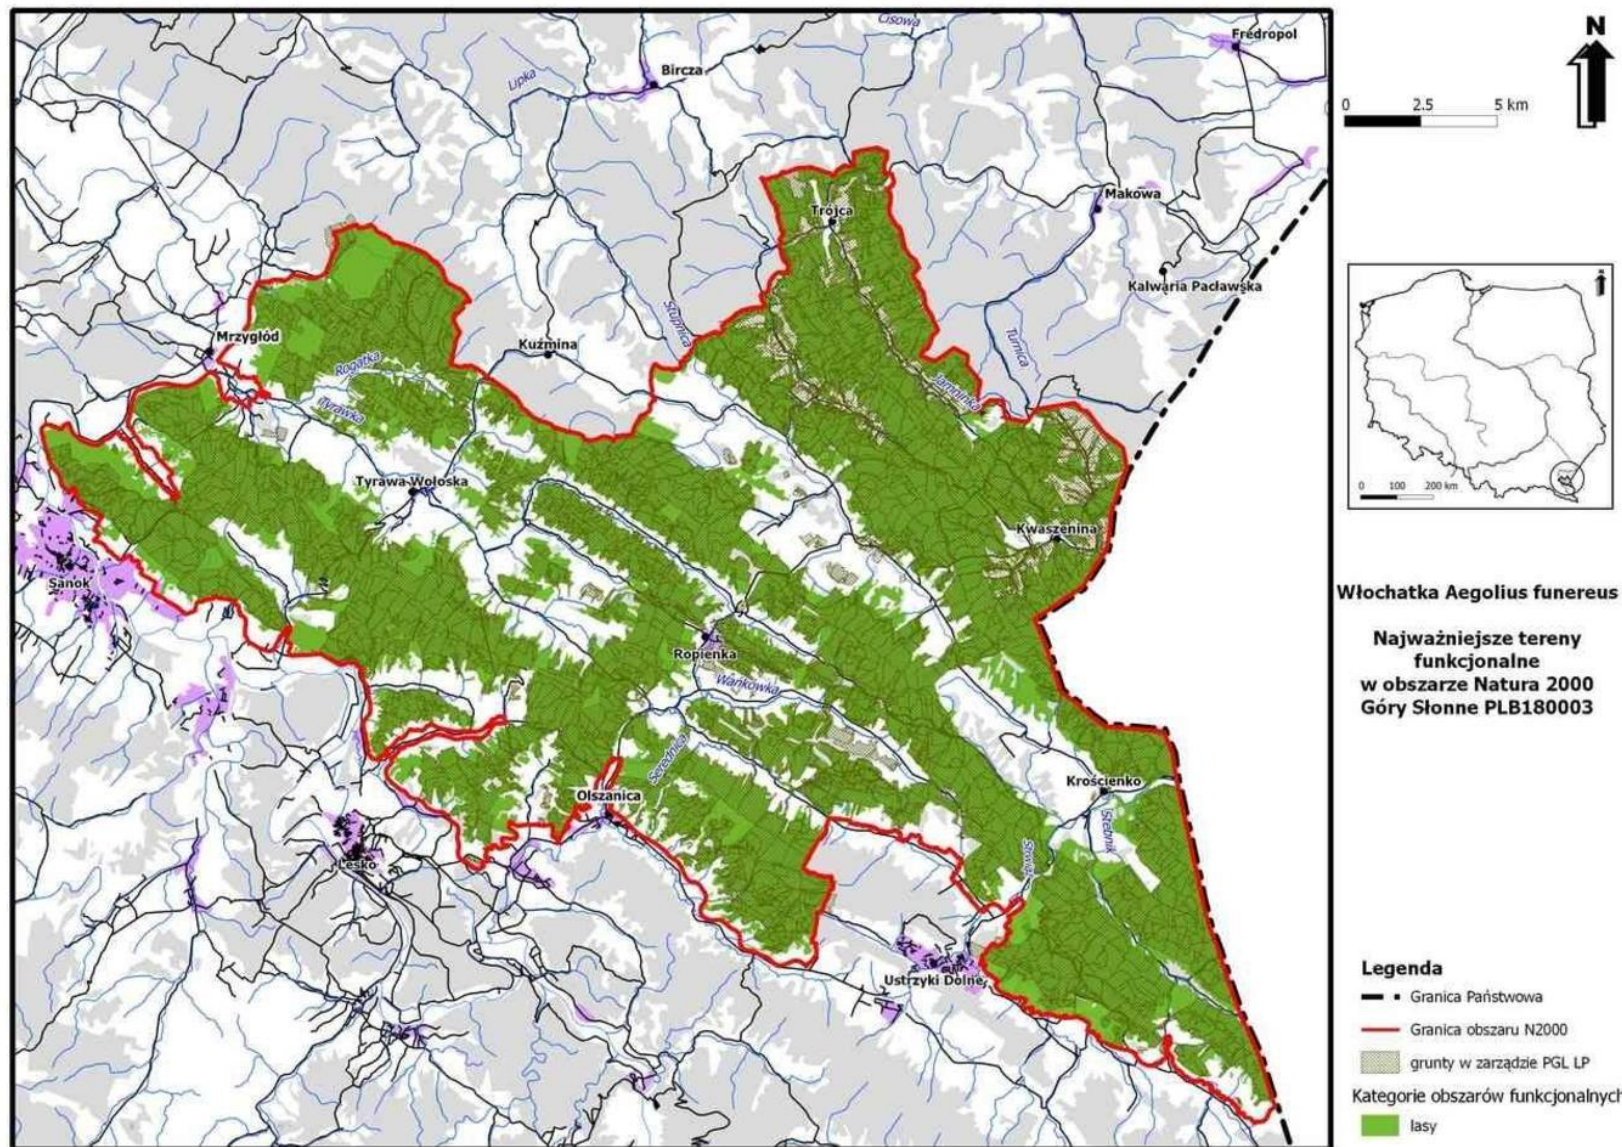 Cisowa
Fredropol
Bircza
Lipka
N
0 2.5 5 km
Makowa
Trójca
Kalwaria Pacławska
Stupnica
Turnica
Mrzygłód
Kuźmina
Rogatka
Jamninka
Tyrawka
Tyrawa Wołoska
N
0 100 200 km
Kwaszenina
Sanok
Włochatka Aegolius funereus
Najważniejsze tereny
funkcjonalne
w obszarze Natura 2000
Góry Słonne PLB180003
Ropienka
Wańkówka
Serednica
Olszanica
Krościenko
Stebnik
Strwiąż
Lesko
Ustrzyki Dolne
Legenda
Granica Państwowa
Granica obszaru N2000
grunty w zarządzie PGL LP
Kategorie obszarów funkcjonalnych
lasy